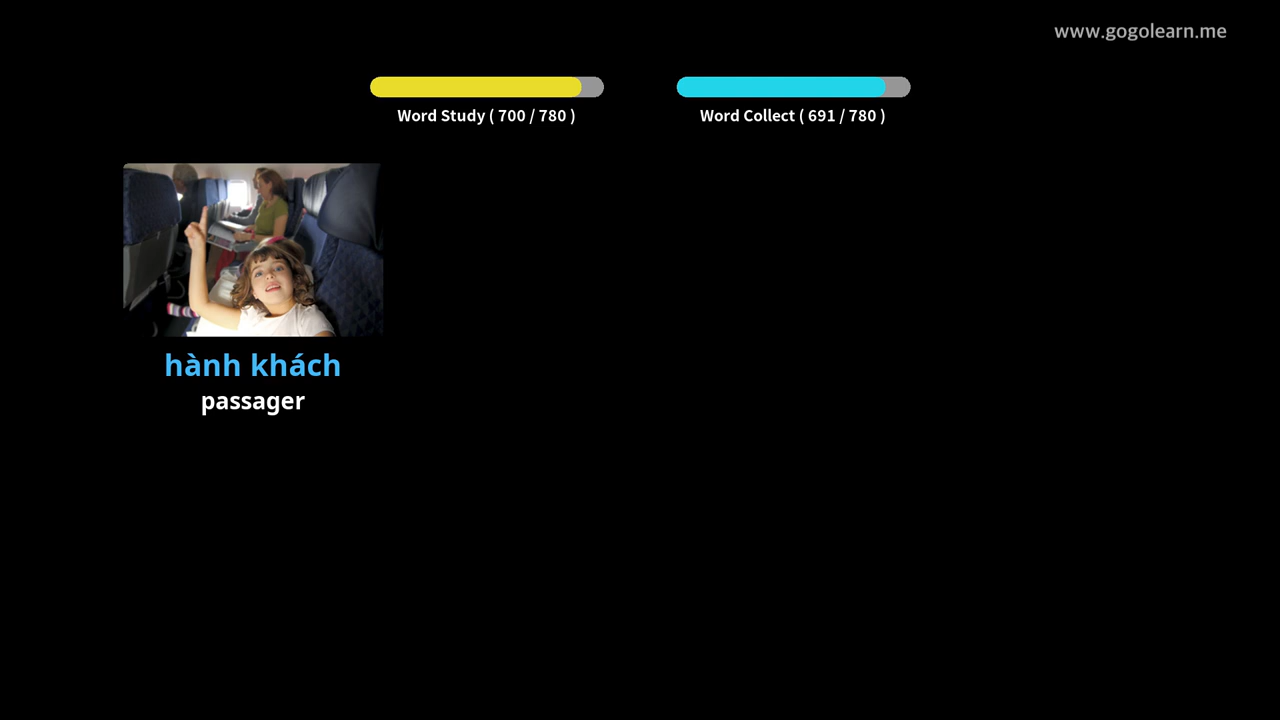 www.gogolearn.me
Word Study ( 700 / 780 )
Word Collect ( 691 / 780 )
hành khách
passager